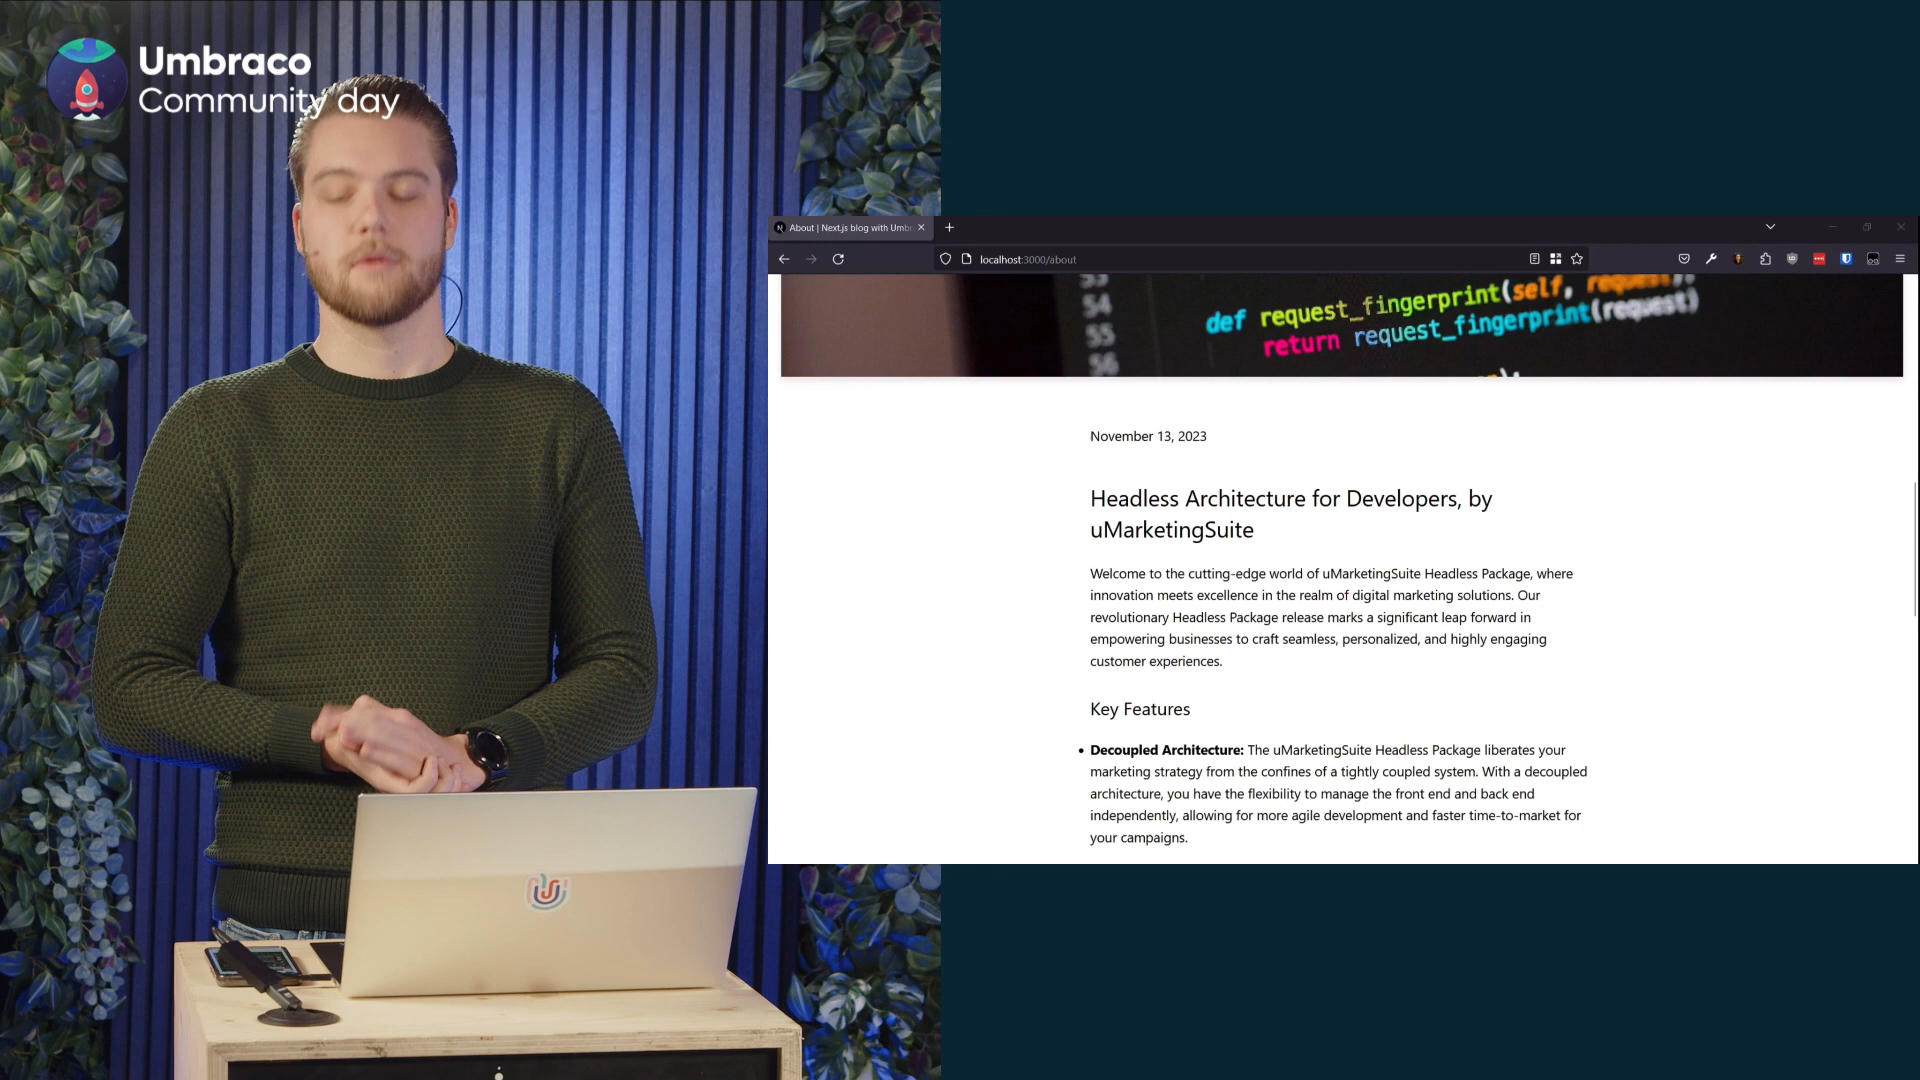 Umbraco
Community day
About | Next.js blog with Umbr
localhost:3000/about
53
54
55
56
def request_fingerprint(self, request):
return request_fingerprint(request)
November 13, 2023
Headless Architecture for Developers, by
uMarketingSuite
Welcome to the cutting-edge world of uMarketingSuite Headless Package, where
innovation meets excellence in the realm of digital marketing solutions. Our
revolutionary Headless Package release marks a significant leap forward in
empowering businesses to craft seamless, personalized, and highly engaging
customer experiences.
Key Features
• Decoupled Architecture: The uMarketingSuite Headless Package liberates your
marketing strategy from the confines of a tightly coupled system. With a decoupled
architecture, you have the flexibility to manage the front end and back end
independently, allowing for more agile development and faster time-to-market for
your campaigns.